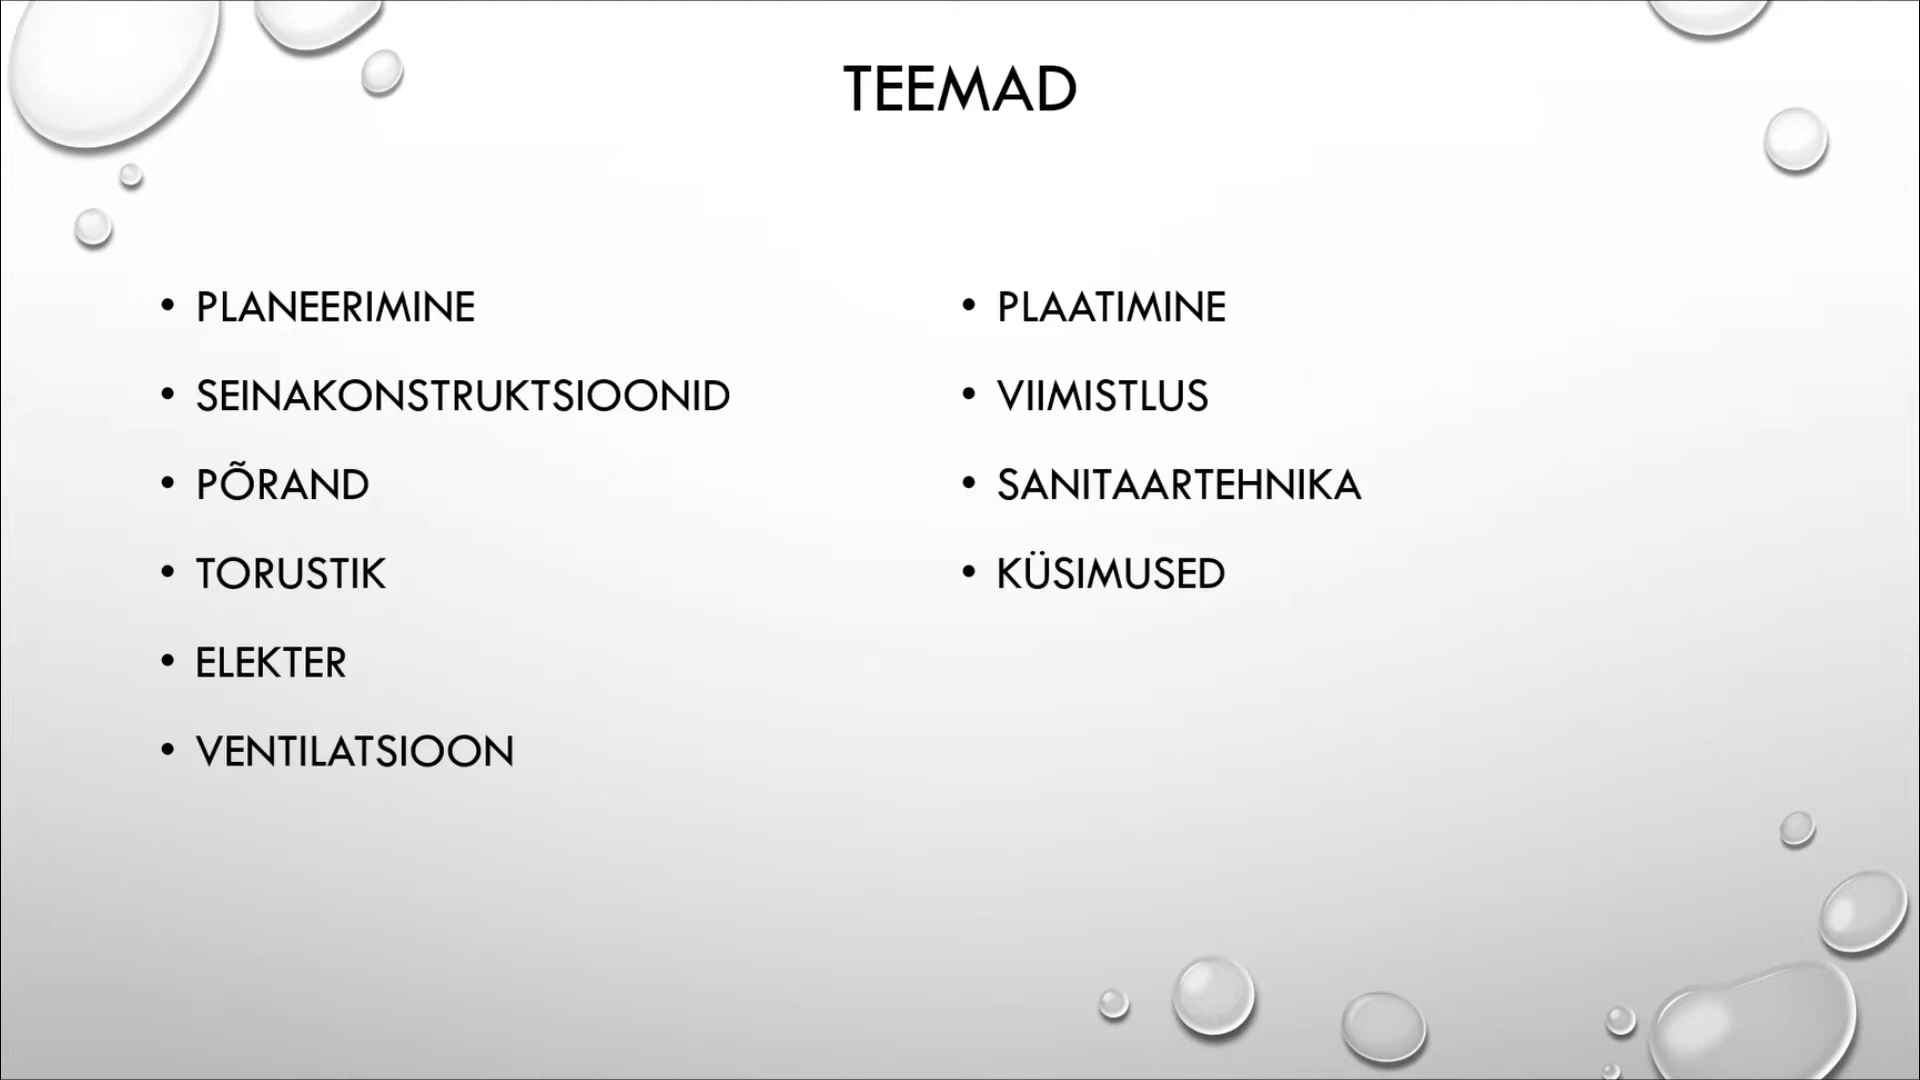 TEEMAD
• PLANEERIMINE
• SEINAKONSTRUKTSIOONID
• PÕRAND
• TORUSTIK
• ELEKTER
• VENTILATSIOON
• PLAATIMINE
• VIIMISTLUS
• SANITAARTEHNIKA
• KÜSIMUSED